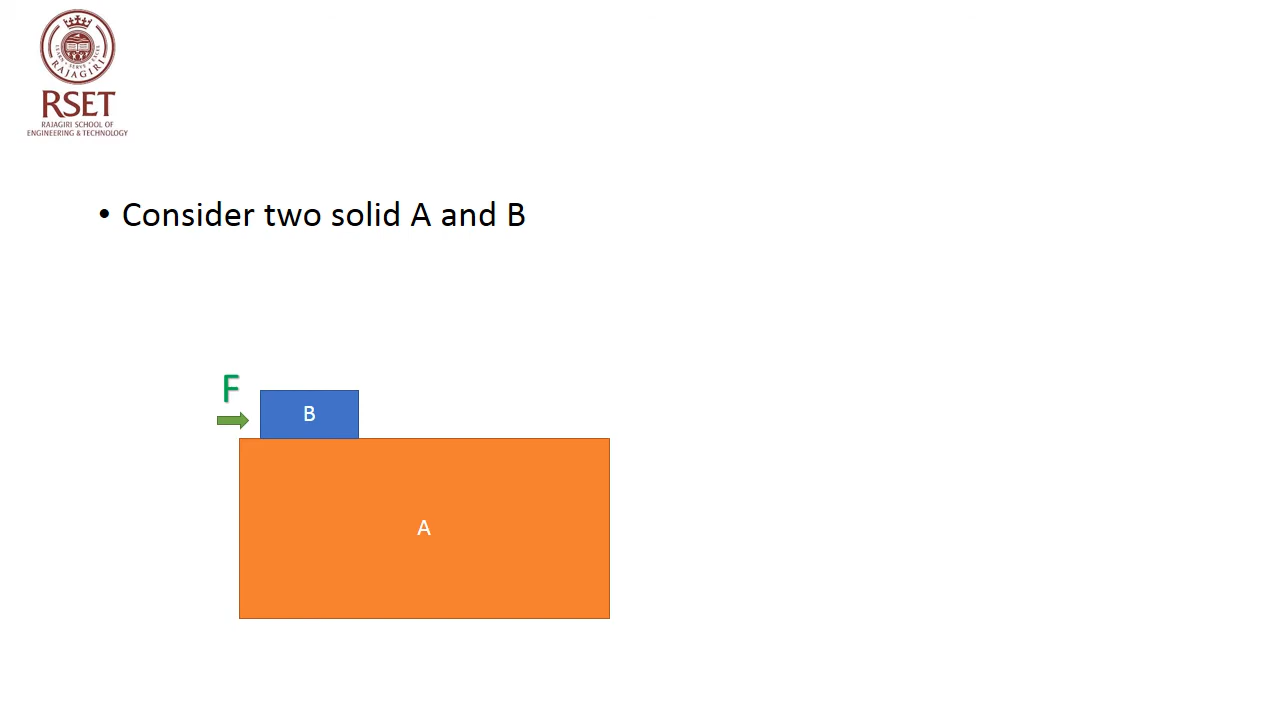 RAJAGIRI
RSET
RAJAGIRI SCHOOL OF
ENGINEERING & TECHNOLOGY
• Consider two solid A and B
F
B
A